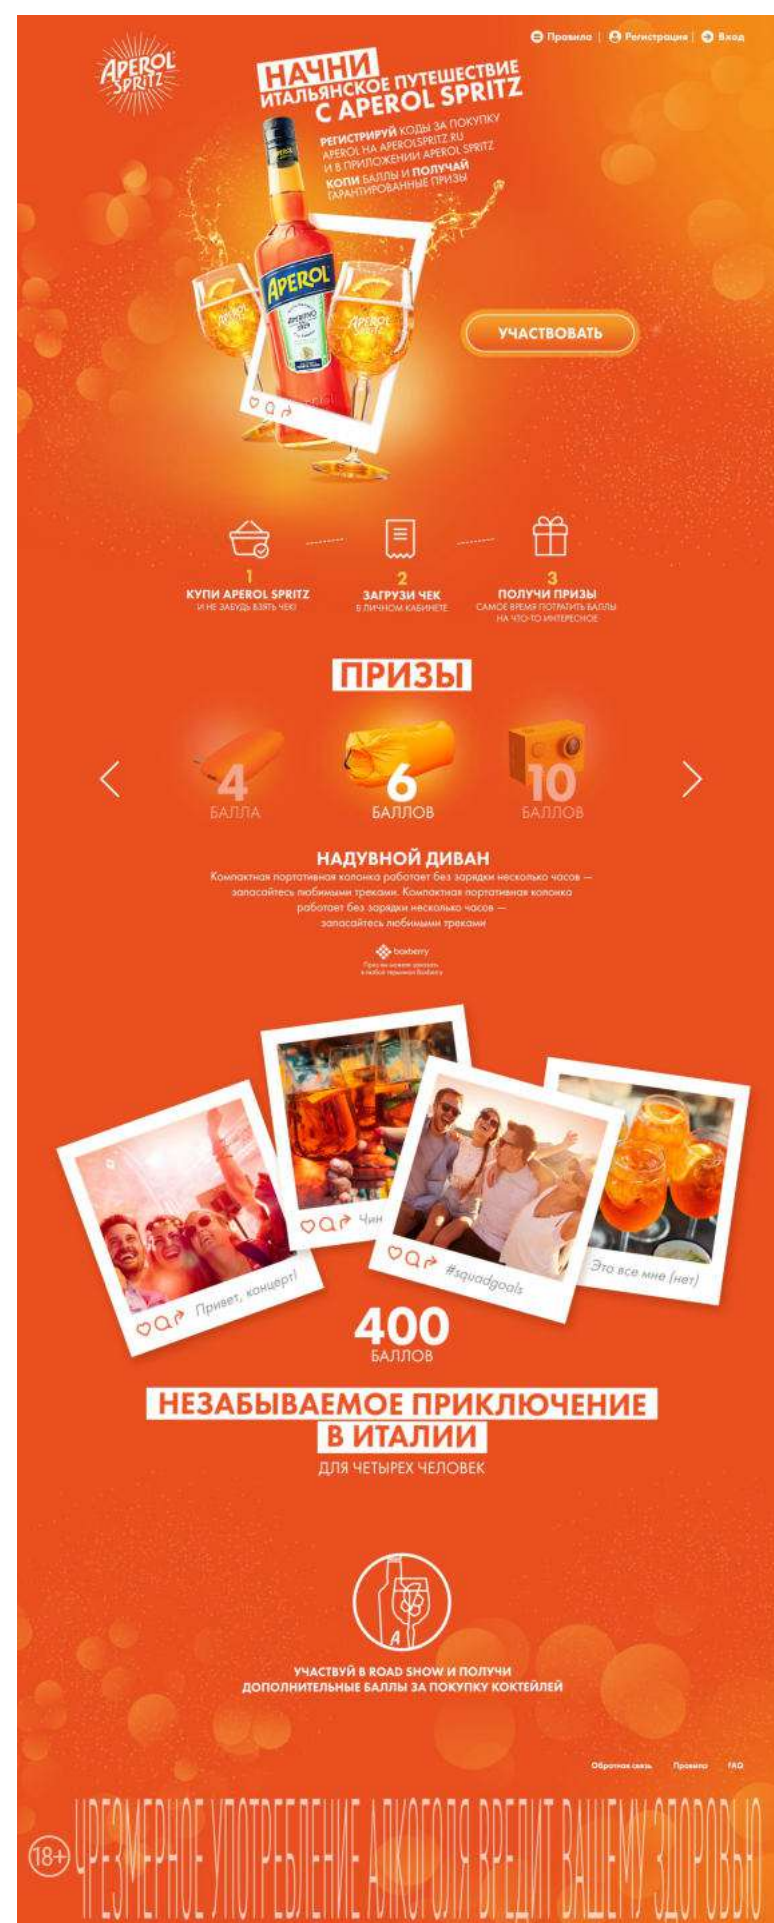 APEROL
SPRITZ
Правила | Регистрация | Вход
НАЧНИ
ИТАЛЬЯНСКОЕ ПУТЕШЕСТВИЕ
С APEROL SPRITZ
РЕГИСТРИРУЙ КОДЫ ЗА ПОКУПКУ
APEROL НА APEROLSPRITZ.RU
И В ПРИЛОЖЕНИИ APEROL SPRITZ
КОПИ БАЛЛЫ И ПОЛУЧАЙ
ГАРАНТИРОВАННЫЕ ПРИЗЫ
APEROL
APERITIVO
APEROL
APEROL
УЧАСТВОВАТЬ
1
КУПИ APEROL SPRITZ
И НЕ ЗАБУДЬ ВЗЯТЬ ЧЕК!
2
ЗАГРУЗИ ЧЕК
В ЛИЧНОМ КАБИНЕТЕ
3
ПОЛУЧИ ПРИЗЫ
САМОЕ ВРЕМЯ ПОТРАТИТЬ БАЛЛЫ
НА ЧТО-ТО ИНТЕРЕСНОЕ
ПРИЗЫ
4
БАЛЛА
6
БАЛЛОВ
10
БАЛЛОВ
НАДУВНОЙ ДИВАН
Компактная портативная колонка работает без зарядки несколько часов —
запасайтесь любимыми треками. Компактная портативная колонка
работает без зарядки несколько часов —
запасайтесь любимыми треками
boxberry
Привет, концерт!
Чин
#squadgoals
Это все мне (нет)
400
БАЛЛОВ
НЕЗАБЫВАЕМОЕ ПРИКЛЮЧЕНИЕ
В ИТАЛИИ
ДЛЯ ЧЕТЫРЕХ ЧЕЛОВЕК
A
УЧАСТВУЙ В ROAD SHOW И ПОЛУЧИ
ДОПОЛНИТЕЛЬНЫЕ БАЛЛЫ ЗА ПОКУПКУ КОКТЕЙЛЕЙ
Обратная связь Правила FAQ
18+ ЧРЕЗМЕРНОЕ УПОТРЕБЛЕНИЕ АЛКОГОЛЯ ВРЕДИТ ВАШЕМУ ЗДОРОВЬЮ